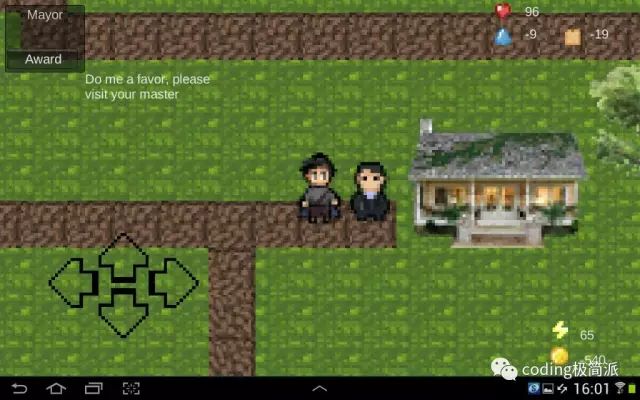 Mayor
96
-9
-19
Award
Do me a favor, please
visit your master
65
-540
coding极简派
16:01